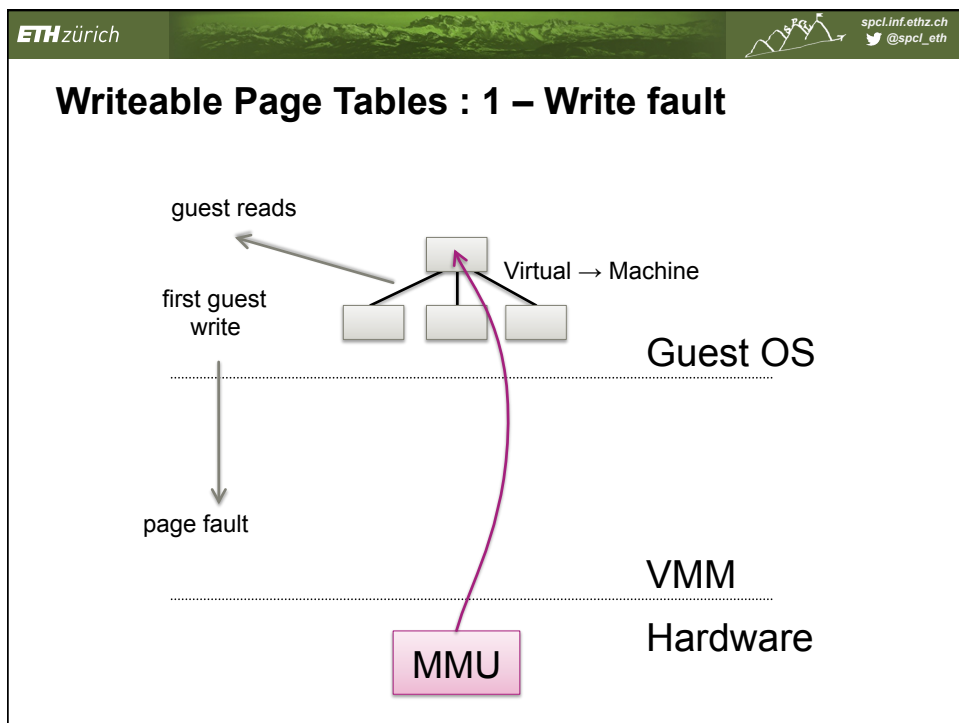 ETH zürich
spcl.inf.ethz.ch
@spcl_eth
Writeable Page Tables : 1 – Write fault
guest reads
Virtual → Machine
first guest
write
Guest OS
page fault
VMM
Hardware
MMU